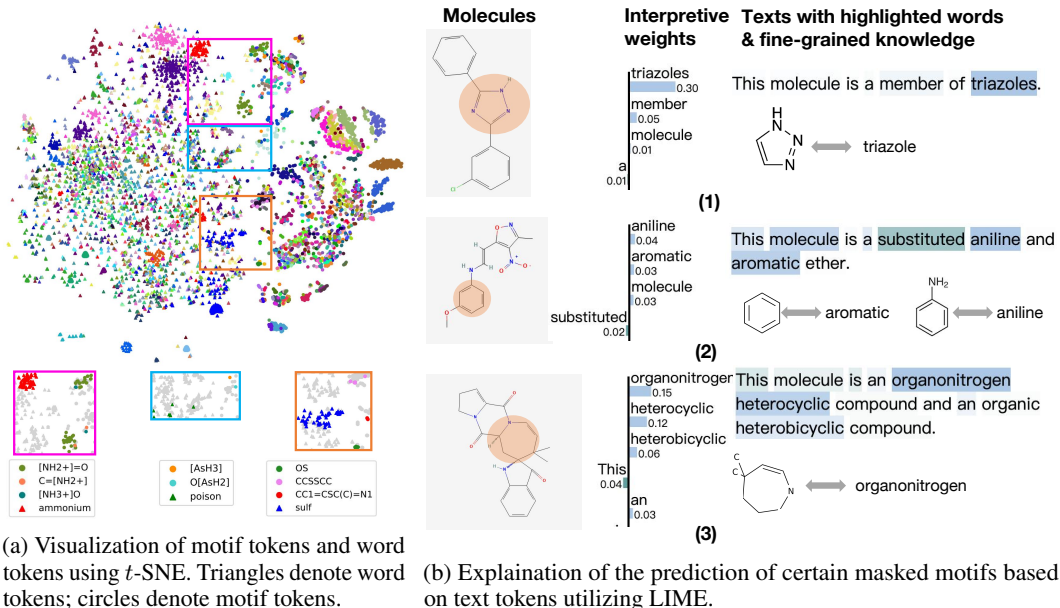 Molecules
Interpretive
weights
Texts with highlighted words
& fine-grained knowledge
H
N
N
N
Cl
triazoles
0.30
member
0.05
molecule
0.01
a
0.01
This molecule is a member of triazoles.
H
N
N
N
triazole
(1)
O
N
H
H
N
O
O
H
N
O
aniline
0.04
aromatic
0.03
molecule
0.03
substituted
0.02
This molecule is a substituted aniline and
aromatic ether.
NH2
aromatic
aniline
(2)
O
N
N
O
N
O
organonitroger
0.15
heterocyclic
0.12
heterobicyclic
0.06
This
0.04
an
0.03
This molecule is an organonitrogen
heterocyclic compound and an organic
heterobicyclic compound.
C
C
N
organonitrogen
(3)
[NH2+]=O
C=[NH2+]
[NH3+]O
ammonium
[AsH3]
O[AsH2]
poison
OS
CCSSCC
CC1=CSC(C)=N1
sulf
(a) Visualization of motif tokens and word
tokens using t-SNE. Triangles denote word
tokens; circles denote motif tokens.
(b) Explaination of the prediction of certain masked motifs based
on text tokens utilizing LIME.